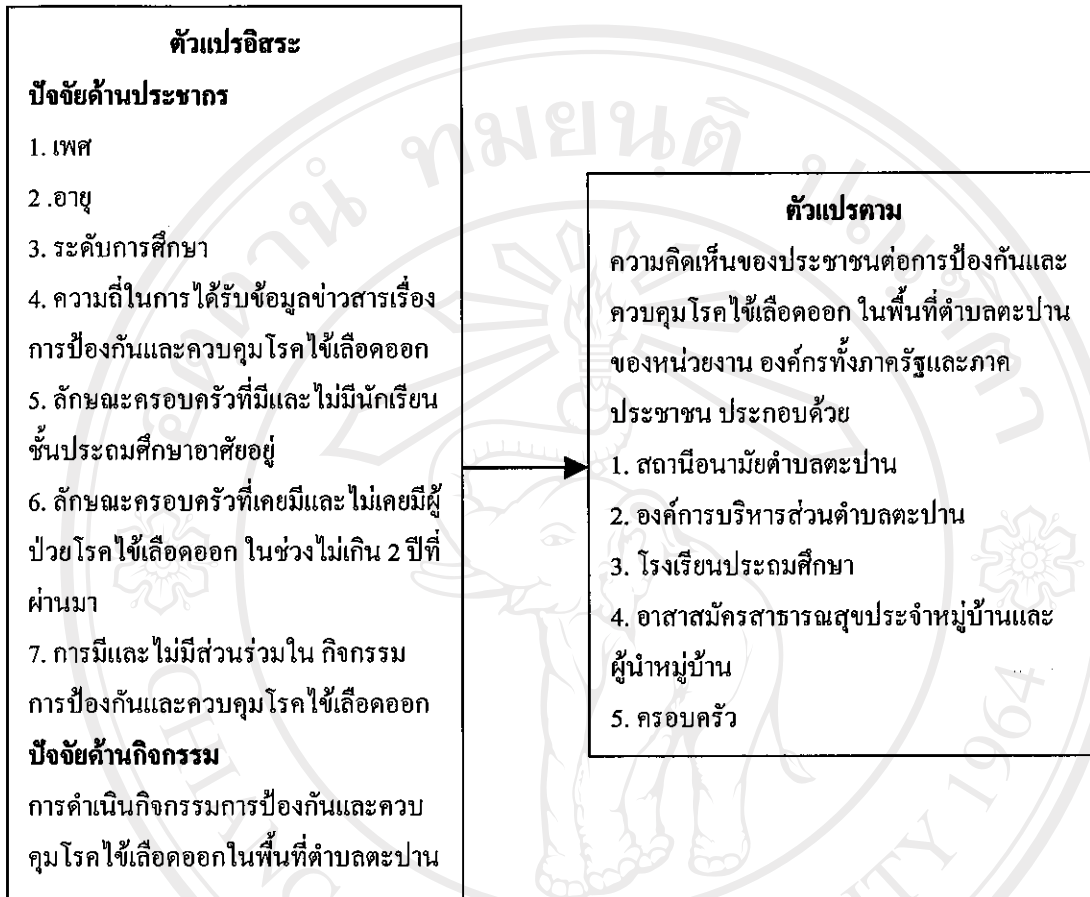 ตัวแปรอิสระ
ปัจจัยด้านประชากร
1. เพศ
2 .อายุ
3. ระดับการศึกษา
4. ความถี่ในการได้รับข้อมูลข่าวสารเรื่อง
การป้องกันและควบคุมโรคไข้เลือดออก
5. ลักษณะครอบครัวที่มีและไม่มีนักเรียน
ชั้นประถมศึกษาอาศัยอยู่
6. ลักษณะครอบครัวที่เคยมีและไม่เคยมีผู้
ป่วยโรคไข้เลือดออก ในช่วงไม่เกิน 2 ปีที่
ผ่านมา
7. การมีและไม่มีส่วนร่วมใน กิจกรรม
การป้องกันและควบคุมโรคไข้เลือดออก
ปัจจัยด้านกิจกรรม
การดำเนินกิจกรรมการป้องกันและควบ
คุมโรคไข้เลือดออกในพื้นที่ตำบลตะปาน
ตัวแปรตาม
ความคิดเห็นของประชาชนต่อการป้องกันและ
ควบคุมโรคไข้เลือดออก ในพื้นที่ตำบลตะปาน
ของหน่วยงาน องค์กรทั้งภาครัฐและภาค
ประชาชน ประกอบด้วย
1. สถานีอนามัยตำบลตะปาน
2. องค์การบริหารส่วนตำบลตะปาน
3. โรงเรียนประถมศึกษา
4. อาสาสมัครสาธารณสุขประจำหมู่บ้านและ
ผู้นำหมู่บ้าน
5. ครอบครัว